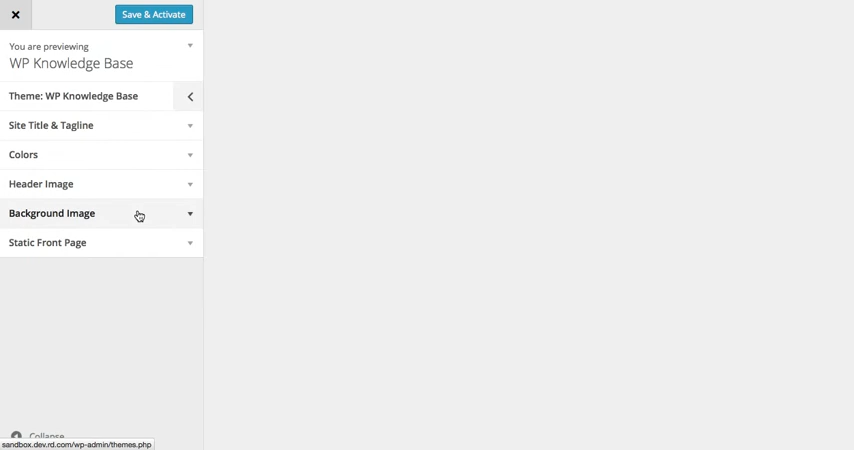 Save & Activate
You are previewing
WP Knowledge Base
Theme: WP Knowledge Base
Site Title & Tagline
Colors
Header Image
Background Image
Static Front Page
Collapse
sandbox.dev.rd.com/wp-admin/themes.php